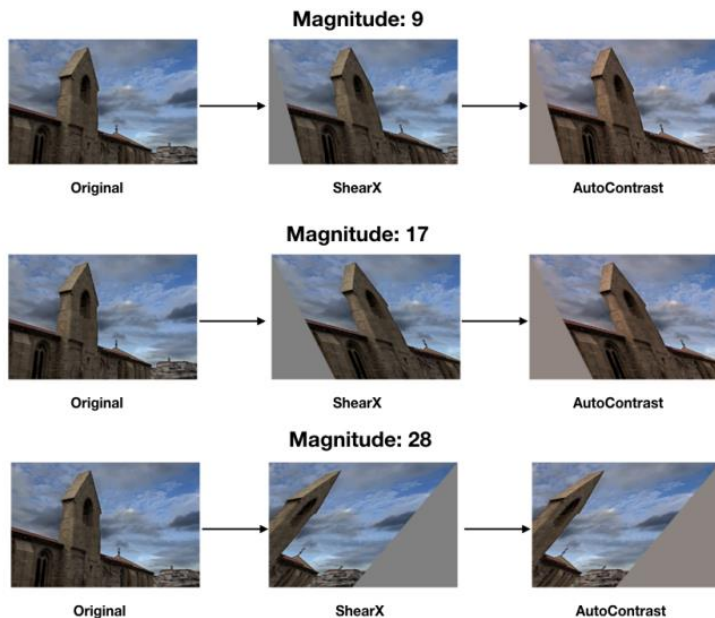 Magnitude: 9
Original
ShearX
AutoContrast
Magnitude: 17
Original
ShearX
AutoContrast
Magnitude: 28
Original
ShearX
AutoContrast